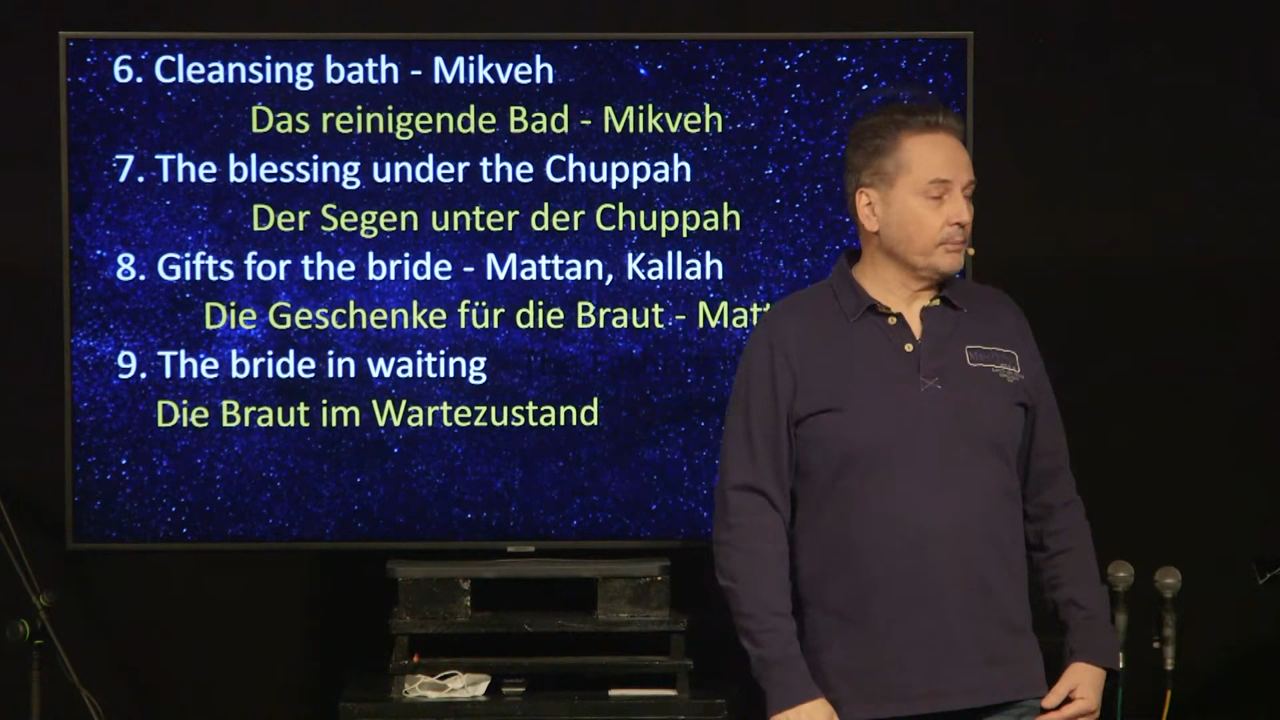 6. Cleansing bath - Mikveh
Das reinigende Bad - Mikveh
7. The blessing under the Chuppah
Der Segen unter der Chuppah
8. Gifts for the bride - Mattan, Kallah
Die Geschenke für die Braut - Matt
9. The bride in waiting
Die Braut im Wartezustand